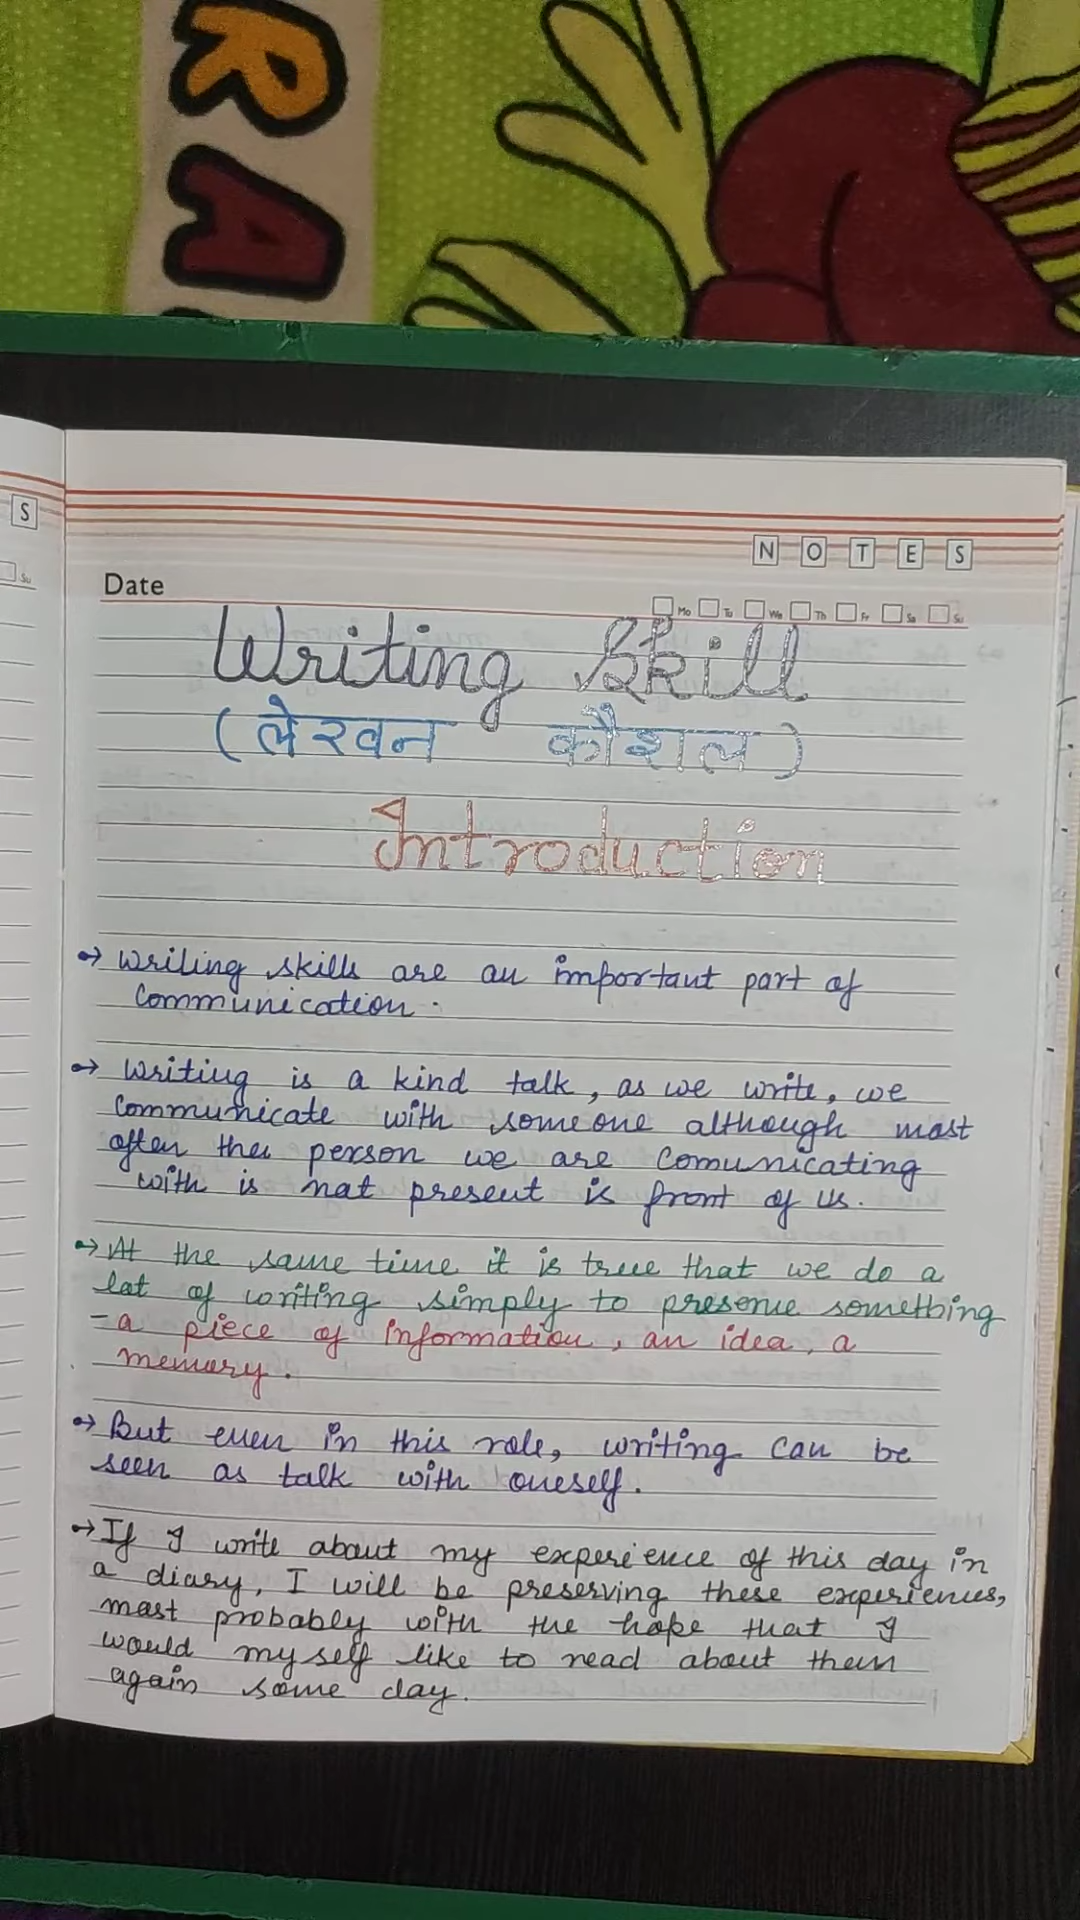 R
A
S
Su
N O T E S
Date
Mo Tu We Th Fr Sa Su
Writing Skill
(लेखन कौशल)
Introduction
→ Writing skills are an important part of
communication.
→ Writing is a kind talk, as we write, we
communicate with someone although most
often the person we are comunicating
with is not present is front of us.
→ At the same time it is true that we do a
lot of writing simply to preserve something
- a piece of information, an idea, a
memory.
→ But even in this role, writing can be
seen as talk with oneself.
→ If I write about my experience of this day in
a diary, I will be preserving these experiences,
most probably with the hope that I
would myself like to read about them
again some day.